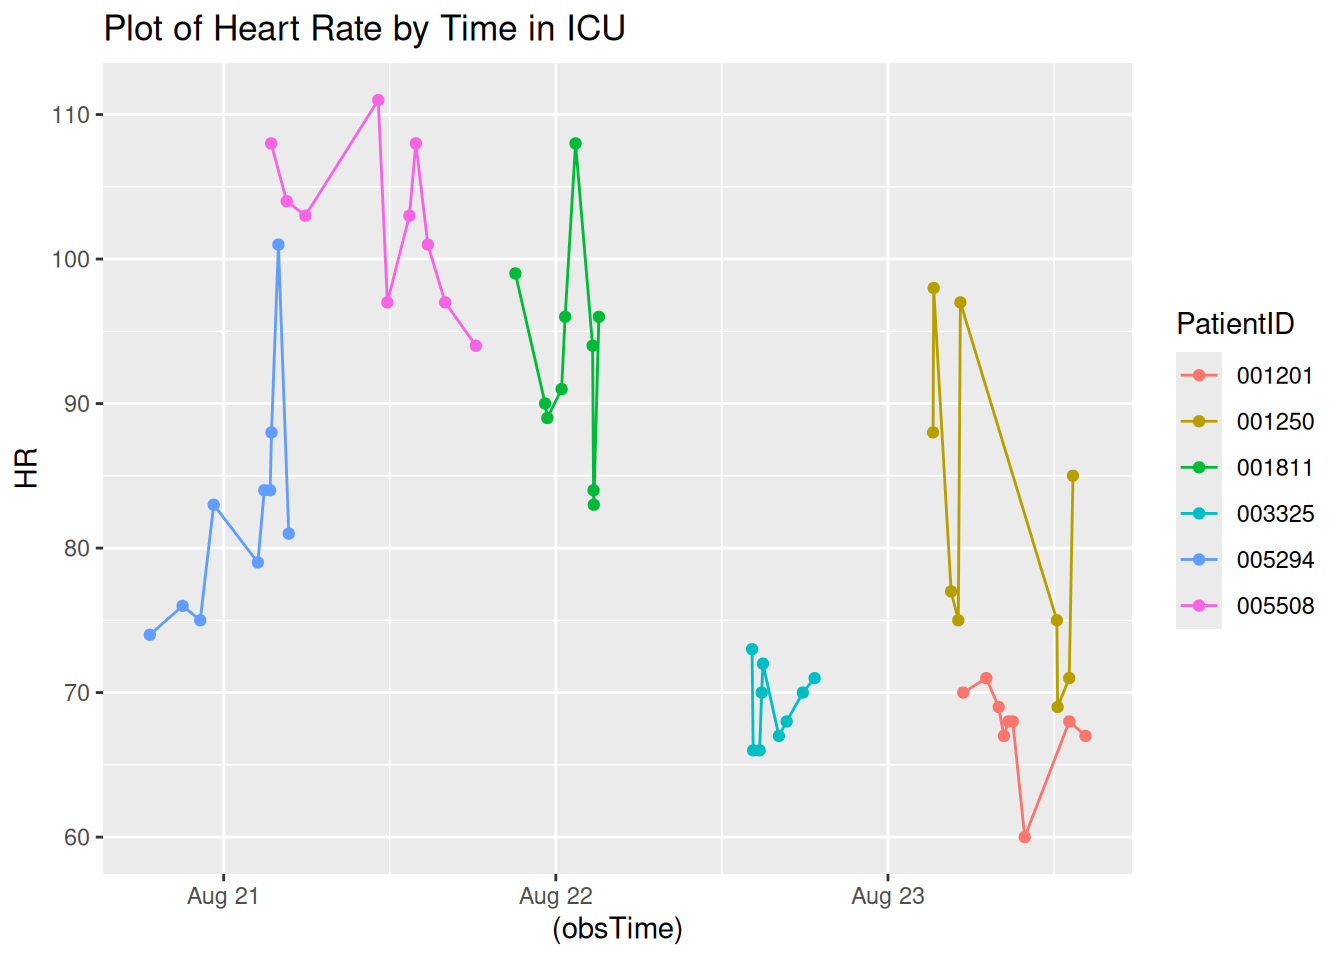 Plot of Heart Rate by Time in ICU
HR
110
100
90
80
70
60
Aug 21
Aug 22
Aug 23
(obsTime)
PatientID
001201
001250
001811
003325
005294
005508